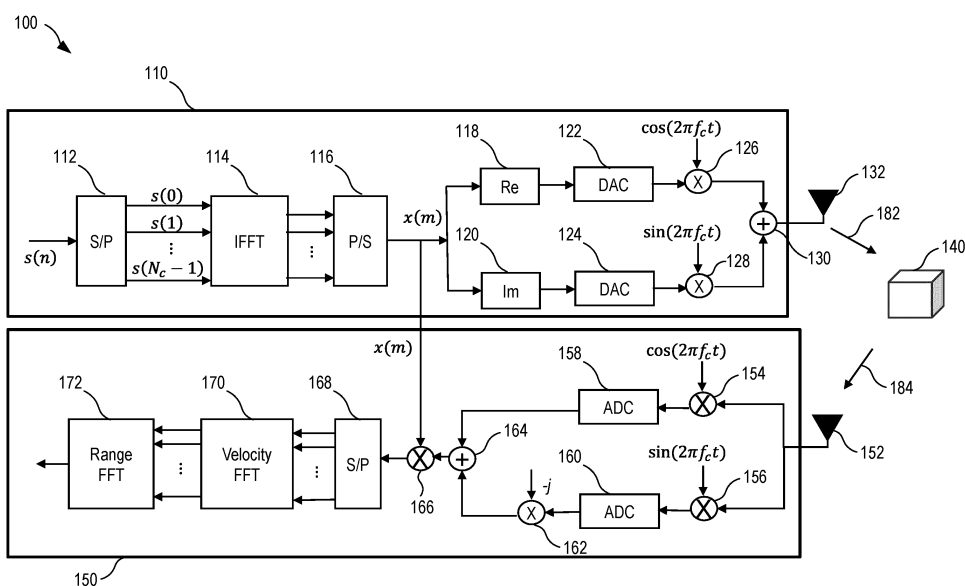 100
110
112
114
116
118
122
cos(2πf_c t)
126
132
s(n)
S/P
s(0)
s(1)
⋮
s(N_c − 1)
IFFT
⋮
P/S
x(m)
Re
DAC
X
+
130
182
120
124
sin(2πf_c t)
128
Im
DAC
X
140
x(m)
172
170
168
158
cos(2πf_c t)
154
184
ADC
X
152
Range
FFT
⋮
Velocity
FFT
⋮
S/P
X
166
+
164
160
sin(2πf_c t)
156
-j
ADC
X
X
162
150